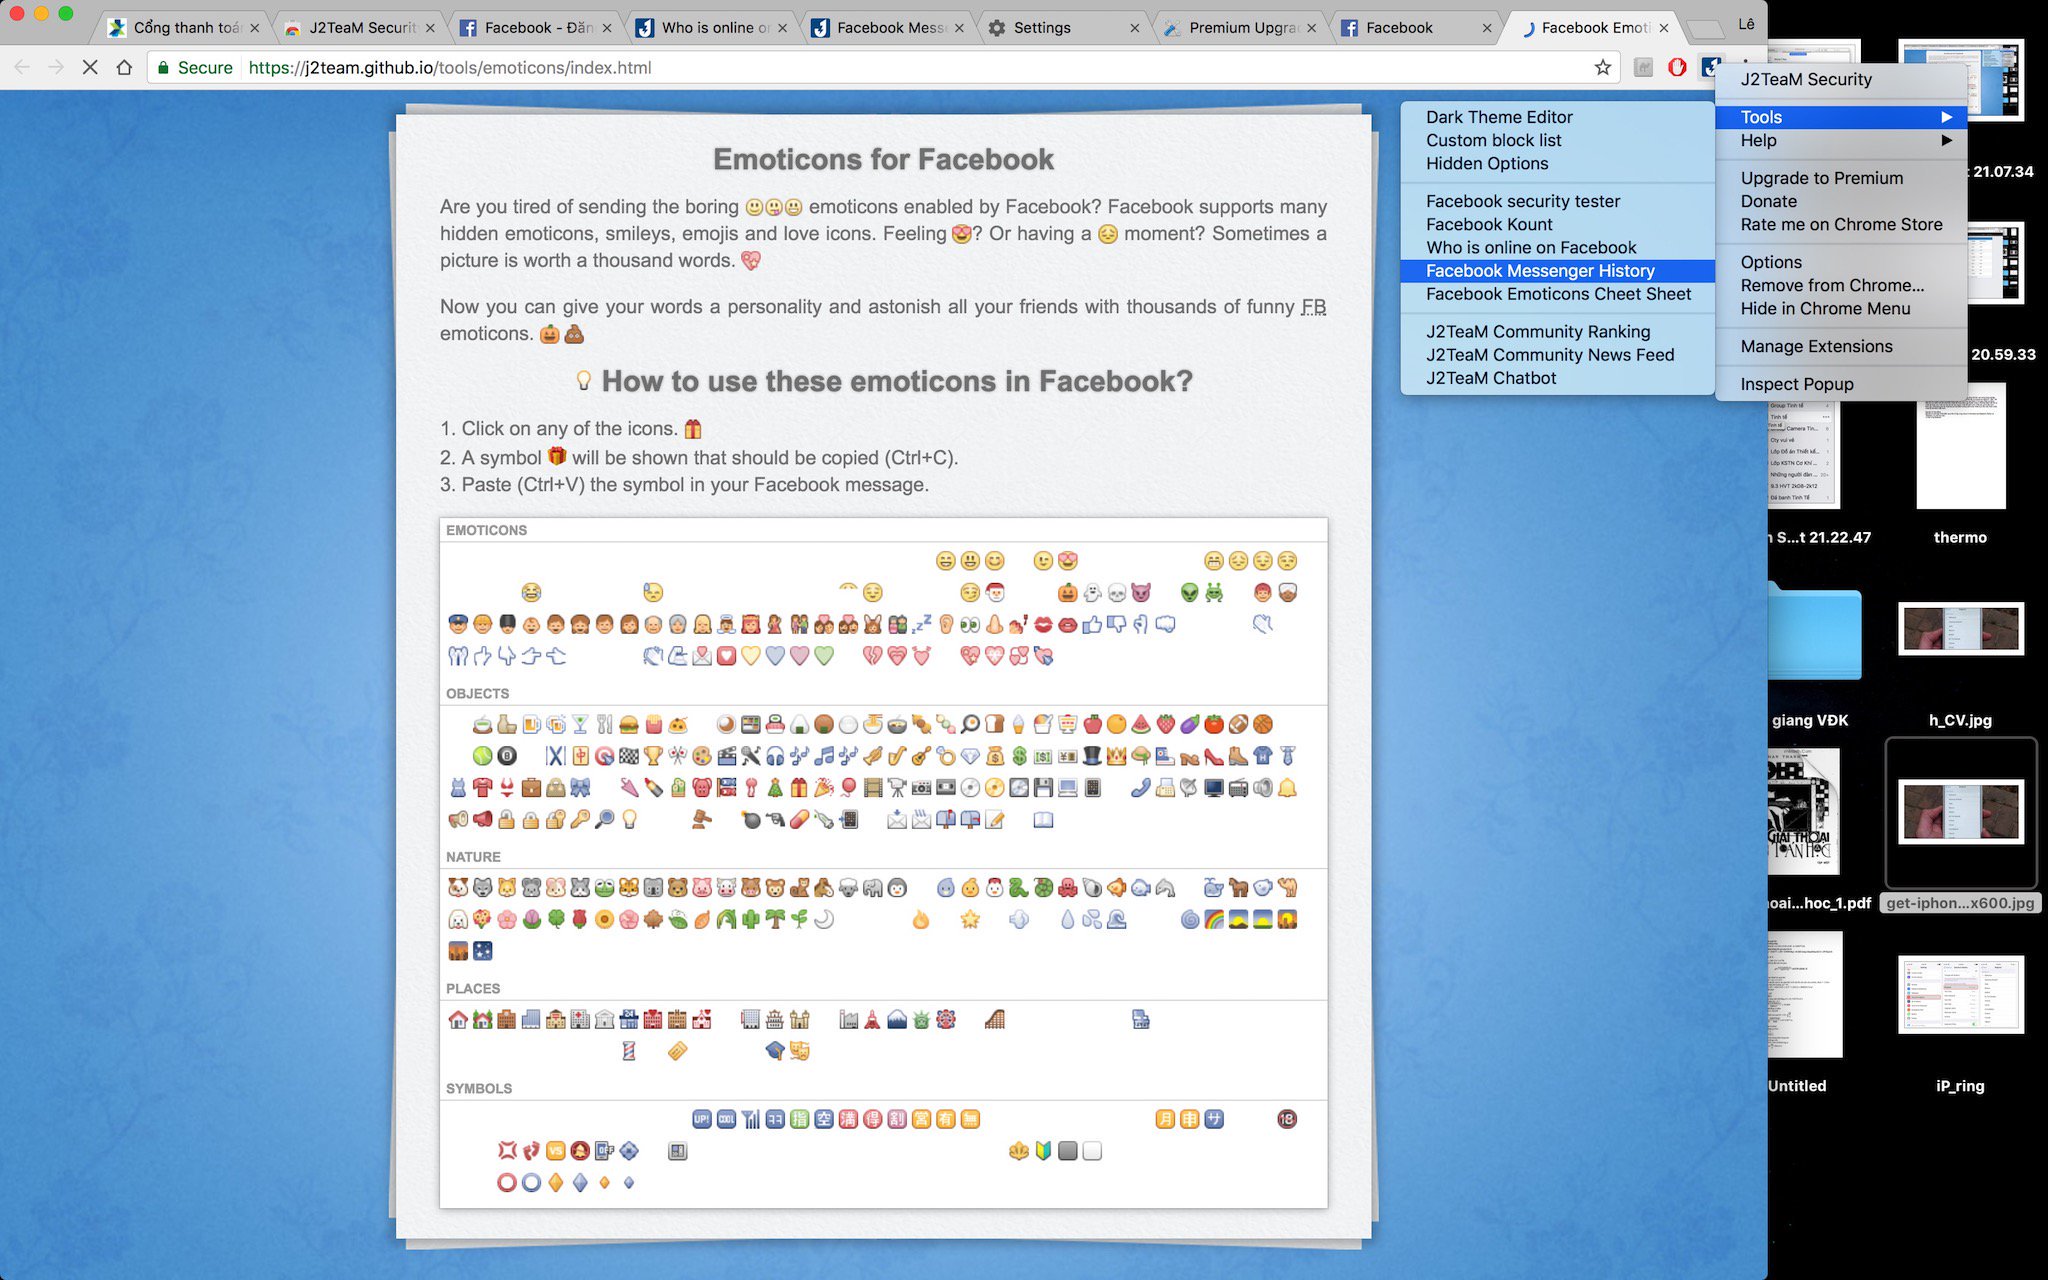 Cổng thanh toán
J2TeaM Securit
Facebook - Đăn
Who is online o
Facebook Mess
Settings
Premium Upgra
Facebook
Facebook Emoti
Lê
Secure
https://j2team.github.io/tools/emoticons/index.html
J2TeaM Security
Tools
Help
Upgrade to Premium
Donate
Rate me on Chrome Store
Options
Remove from Chrome...
Hide in Chrome Menu
Manage Extensions
Inspect Popup
Dark Theme Editor
Custom block list
Hidden Options
Facebook security tester
Facebook Kount
Who is online on Facebook
Facebook Messenger History
Facebook Emoticons Cheet Sheet
J2TeaM Community Ranking
J2TeaM Community News Feed
J2TeaM Chatbot
Emoticons for Facebook
Are you tired of sending the boring emoticons enabled by Facebook? Facebook supports many
hidden emoticons, smileys, emojis and love icons. Feeling ? Or having a moment? Sometimes a
picture is worth a thousand words.
Now you can give your words a personality and astonish all your friends with thousands of funny FB
emoticons.
How to use these emoticons in Facebook?
1. Click on any of the icons.
2. A symbol will be shown that should be copied (Ctrl+C).
3. Paste (Ctrl+V) the symbol in your Facebook message.
EMOTICONS
OBJECTS
NATURE
PLACES
SYMBOLS
t 21.07.34
20.59.33
n S...t 21.22.47
thermo
giang VĐK
h_CV.jpg
oai...hoc_1.pdf
get-iphon...x600.jpg
Untitled
iP_ring